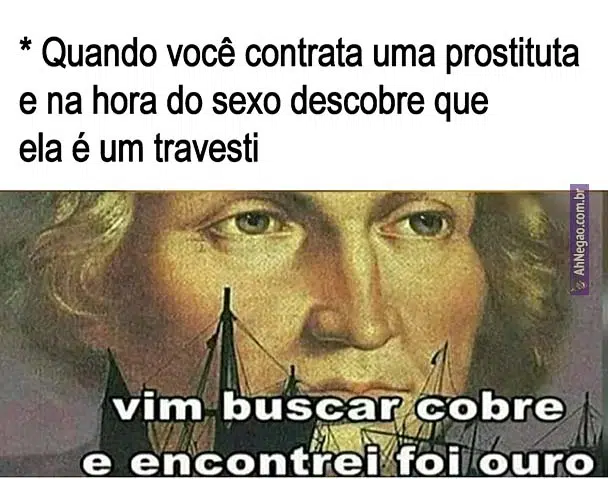 * Quando você contrata uma prostituta
e na hora do sexo descobre que
ela é um travesti
AhNegao.com.br
vim buscar cobre
e encontrei foi ouro